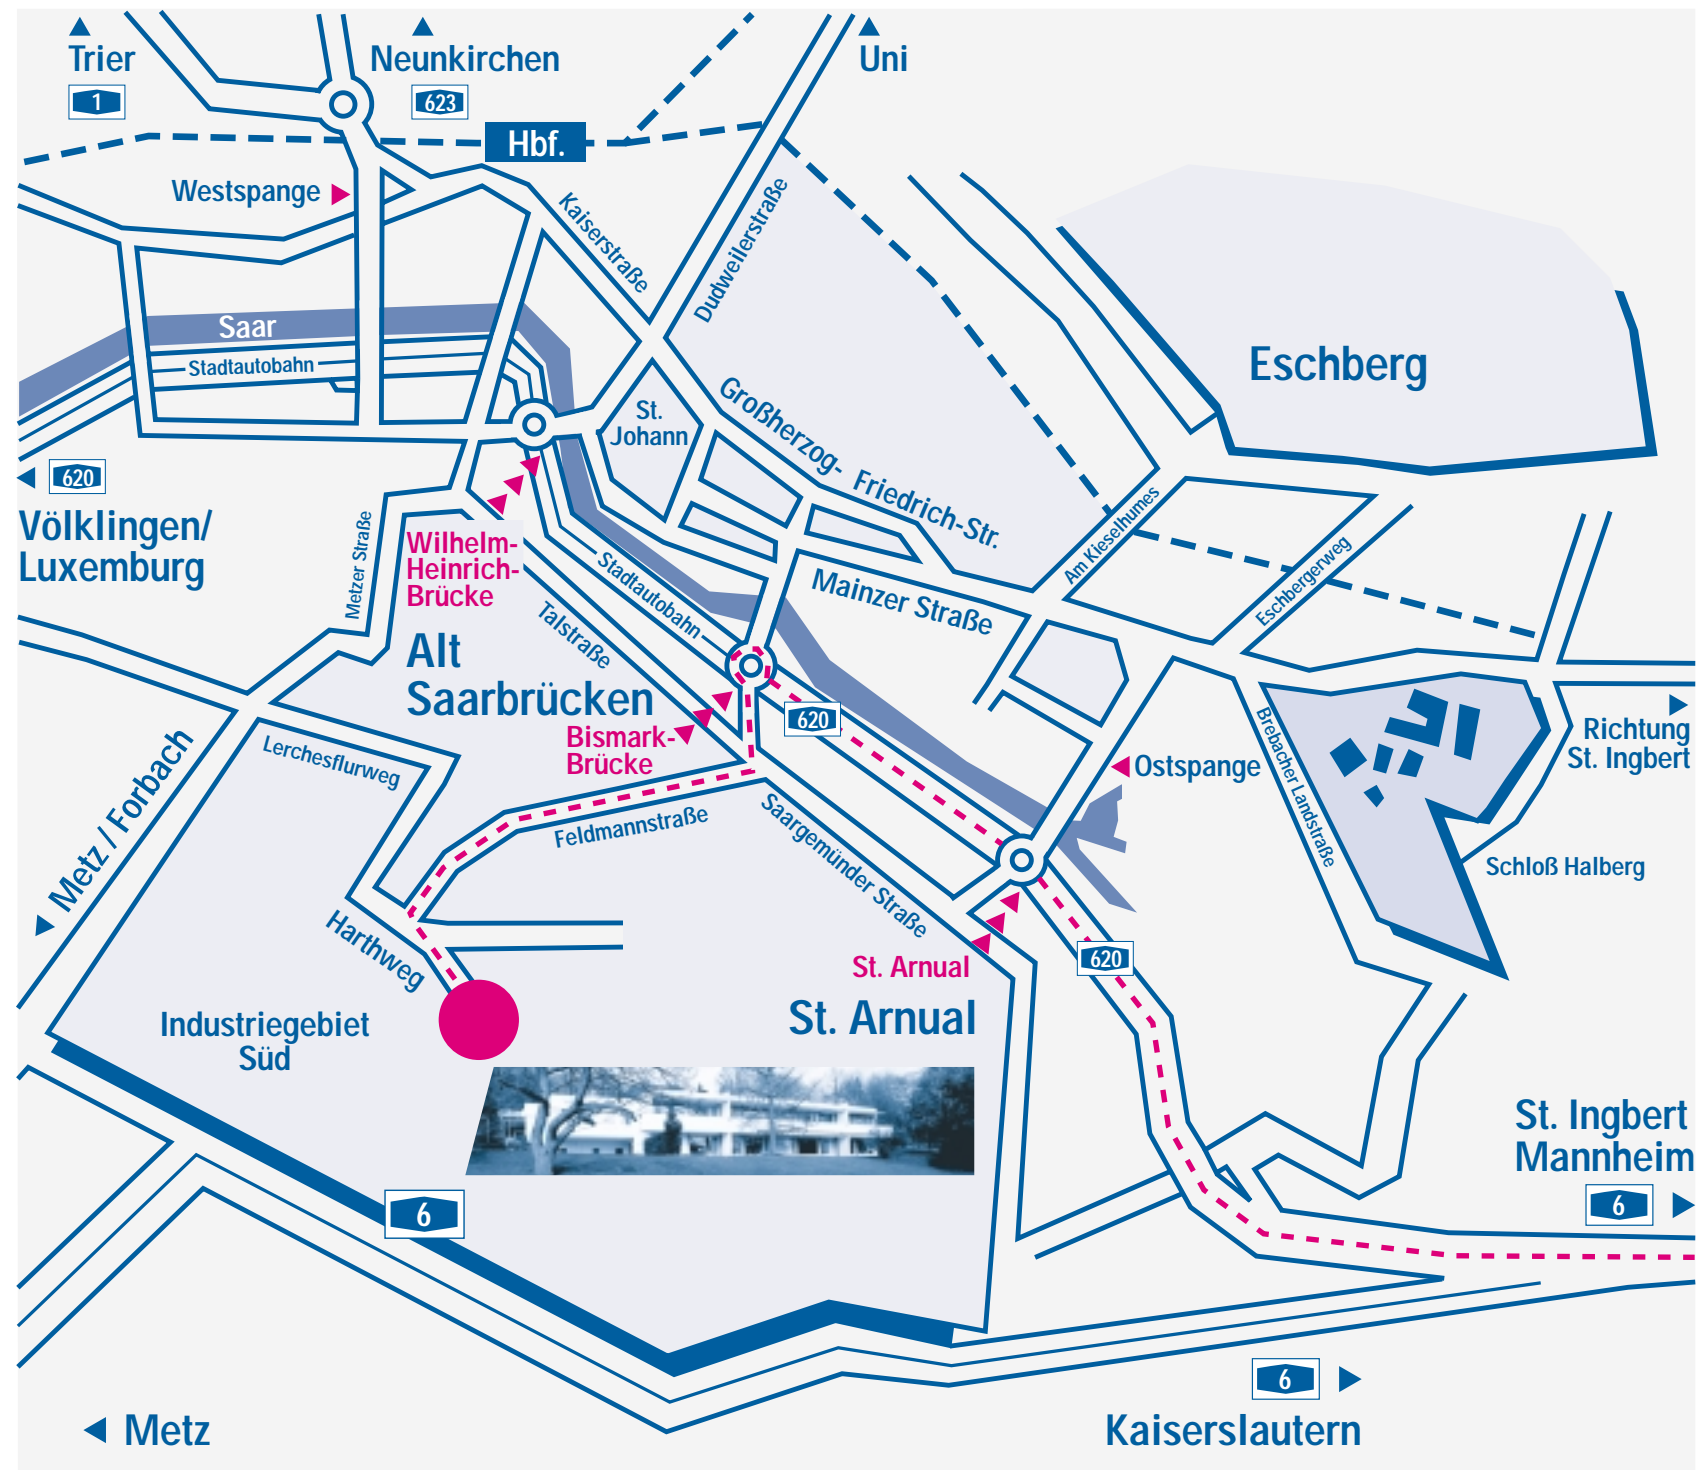 Trier
1
Neunkirchen
623
Uni
Hbf.
Westspange
Kaiserstraße
Dudweilerstraße
Saar
Stadtautobahn
Eschberg
St.
Johann
Großherzog- Friedrich-Str.
620
Völklingen/
Luxemburg
Metzer Straße
Wilhelm-
Heinrich-
Brücke
Stadtautobahn
Am Kieselhumes
Mainzer Straße
Eschbergerweg
Talstraße
Alt
Saarbrücken
Bismark-
Brücke
620
Lerchesflurweg
Metz / Forbach
Feldmannstraße
Saargemünder Straße
Ostspange
Brebacher Landstraße
Richtung
St. Ingbert
Schloß Halberg
Harthweg
St. Arnual
620
St. Arnual
Industriegebiet
Süd
St. Ingbert
Mannheim
6
6
6
Kaiserslautern
Metz